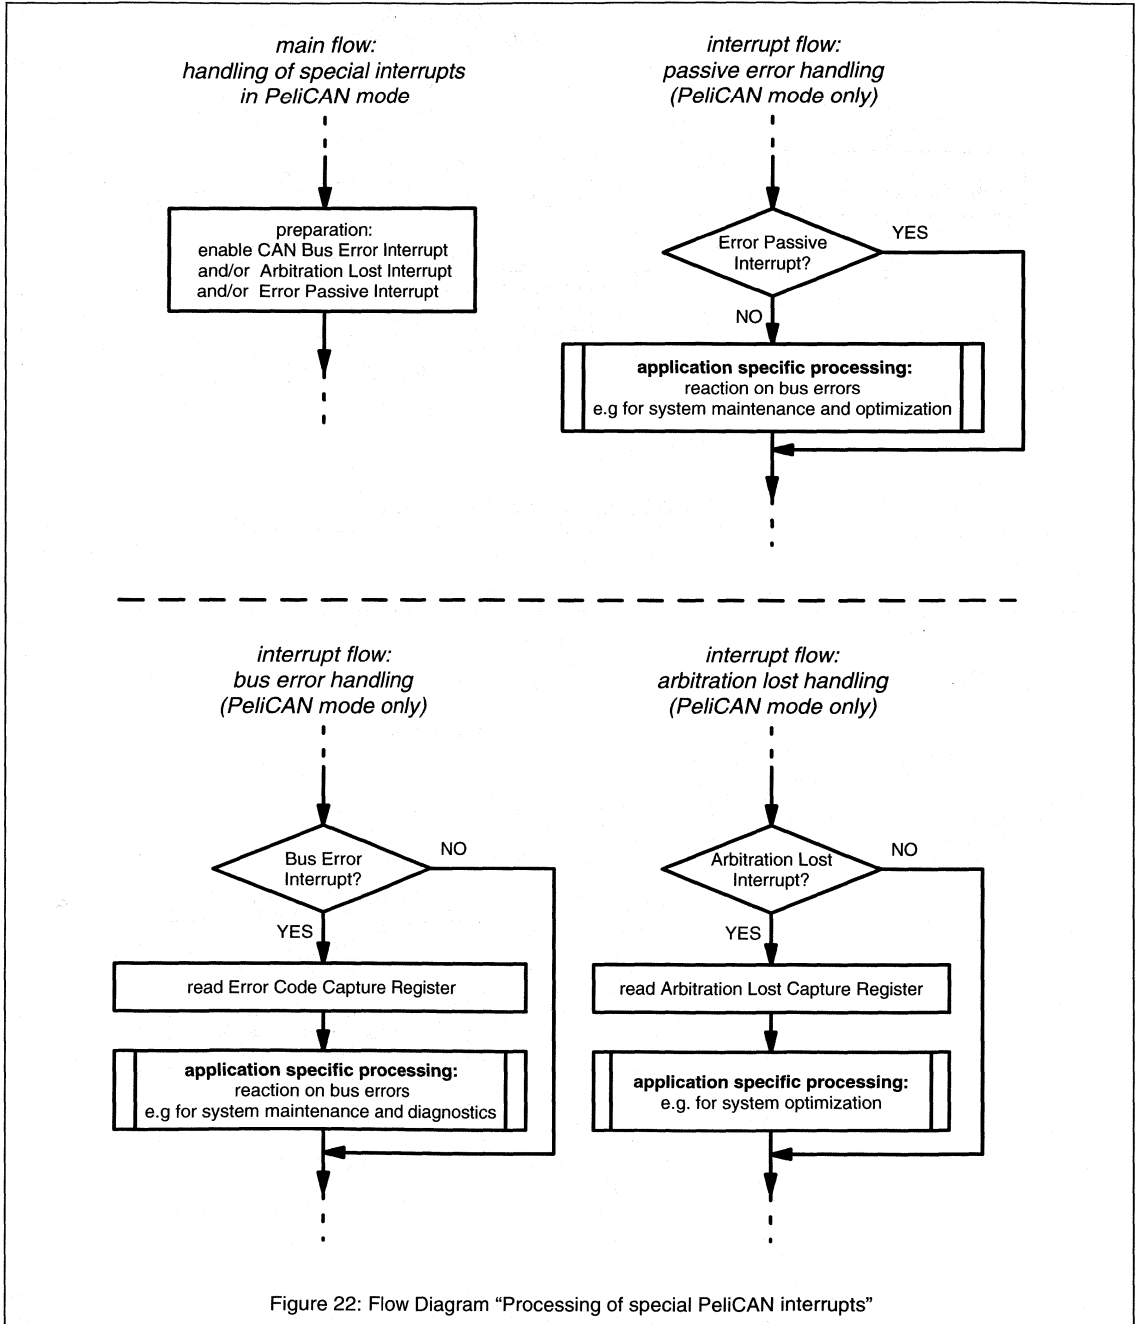 main flow:
handling of special interrupts
in PeliCAN mode
preparation:
enable CAN Bus Error Interrupt
and/or Arbitration Lost Interrupt
and/or Error Passive Interrupt
interrupt flow:
passive error handling
(PeliCAN mode only)
Error Passive
Interrupt?
YES
NO
application specific processing:
reaction on bus errors
e.g for system maintenance and optimization
interrupt flow:
bus error handling
(PeliCAN mode only)
Bus Error
Interrupt?
NO
YES
read Error Code Capture Register
application specific processing:
reaction on bus errors
e.g for system maintenance and diagnostics
interrupt flow:
arbitration lost handling
(PeliCAN mode only)
Arbitration Lost
Interrupt?
NO
YES
read Arbitration Lost Capture Register
application specific processing:
e.g. for system optimization
Figure 22: Flow Diagram “Processing of special PeliCAN interrupts”